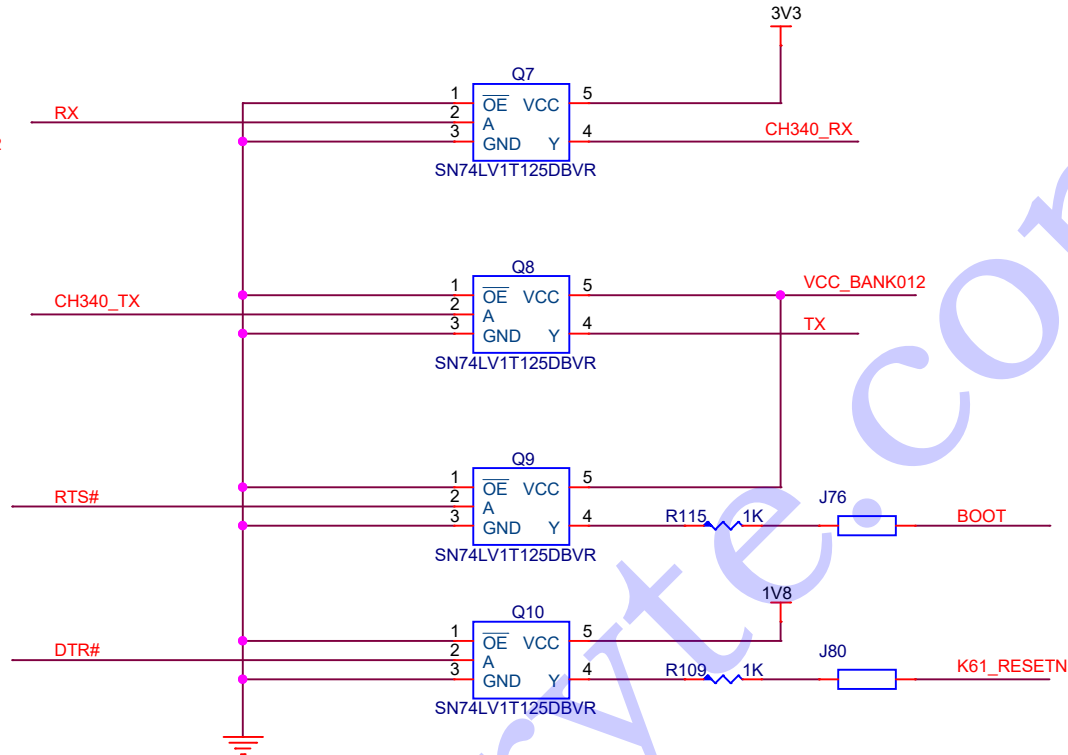 3V3
Q7
1 OE VCC 5
RX
2 A
3 GND Y 4
CH340_RX
SN74LV1T125DBVR
Q8
1 OE VCC 5
VCC_BANK012
CH340_TX
2 A
3 GND Y 4
TX
SN74LV1T125DBVR
Q9
1 OE VCC 5
RTS#
2 A
3 GND Y 4
R115 1K
J76
BOOT
SN74LV1T125DBVR
1V8
Q10
1 OE VCC 5
DTR#
2 A
3 GND Y 4
R109 1K
J80
K61_RESETN
SN74LV1T125DBVR